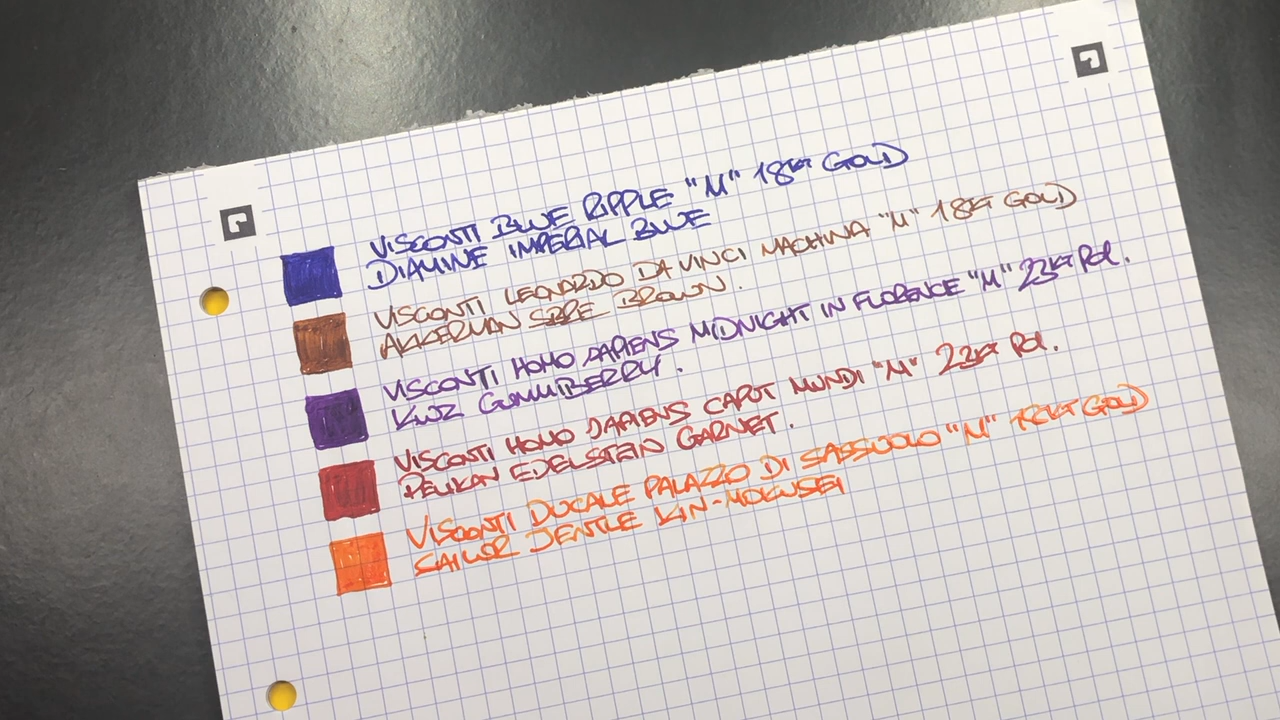 VISCONTI BLUE RIPPLE "M" 18KT GOLD
DIAMINE IMPERIAL BLUE
VISCONTI LEONARDO DA VINCI MACHINA "M" 18KT GOLD
AKKERMAN SBRE BROWN.
VISCONTI HOMO SAPIENS MIDNIGHT IN FLORENCE "M" 23KT Pd.
KWZ GUMMIBERRY.
VISCONTI HOMO SAPIENS CAPUT MUNDI "M" 23KT Pd.
PELIKAN EDELSTEIN GARNET.
VISCONTI DUCALE PALAZZO DI SASSUOLO "M" 18KT GOLD
SAILOR JENTLE KIN-MOKUSEI